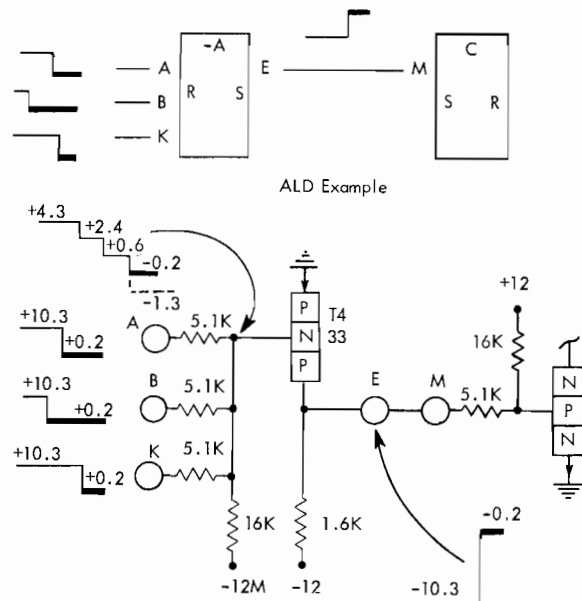 -A
C
A
E
M
R
B
S
S
R
K
ALD Example
+4.3
+2.4
+0.6
-0.2
-1.3
+12
P
T4
+10.3
A
5.1K
N
33
16K
+0.2
P
E
M
N
+10.3
B
5.1K
5.1K
P
+0.2
N
+10.3
K
5.1K
+0.2
16K
1.6K
-0.2
-12M
-12
-10.3